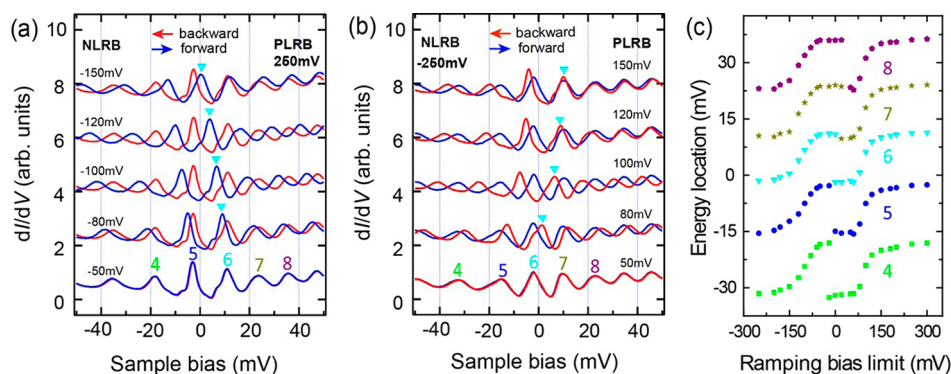 (a)
backward
forward
NLRB
PLRB
250mV
-150mV
-120mV
-100mV
-80mV
-50mV
4
5
6
7
8
8
6
4
2
0
dI/dV (arb. units)
-40
-20
0
20
40
Sample bias (mV)
(b)
backward
forward
NLRB
-250mV
PLRB
150mV
120mV
100mV
80mV
50mV
4
5
6
7
8
8
6
4
2
0
dI/dV (arb. units)
-40
-20
0
20
40
Sample bias (mV)
(c)
8
7
6
5
4
30
15
0
-15
-30
Energy location (mV)
-300
-150
0
150
300
Ramping bias limit (mV)